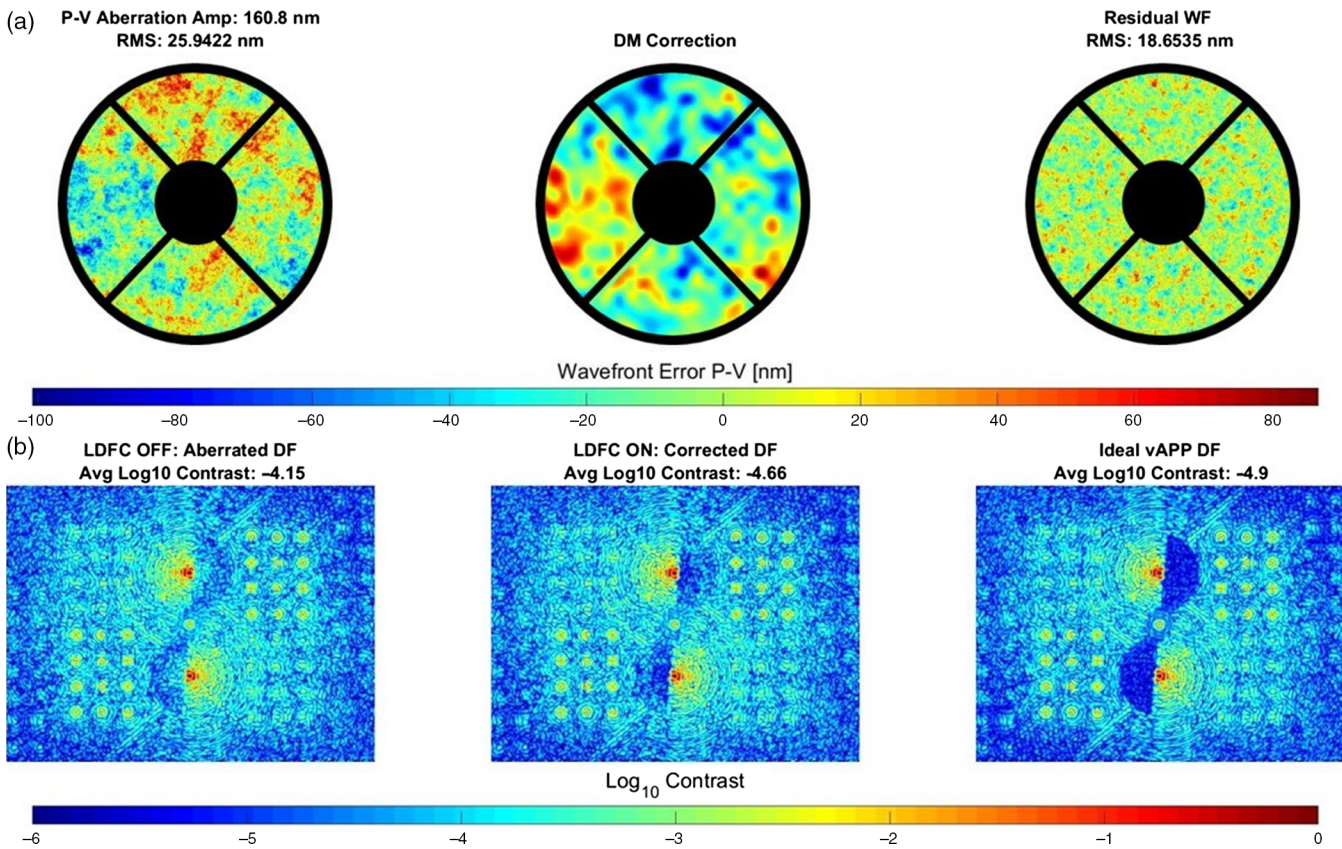 (a)
P-V Aberration Amp: 160.8 nm
RMS: 25.9422 nm
DM Correction
Residual WF
RMS: 18.6535 nm
Wavefront Error P-V [nm]
–100 –80 –60 –40 –20 0 20 40 60 80
(b)
LDFC OFF: Aberrated DF
Avg Log10 Contrast: –4.15
LDFC ON: Corrected DF
Avg Log10 Contrast: –4.66
Ideal vAPP DF
Avg Log10 Contrast: –4.9
Log10 Contrast
–6 –5 –4 –3 –2 –1 0